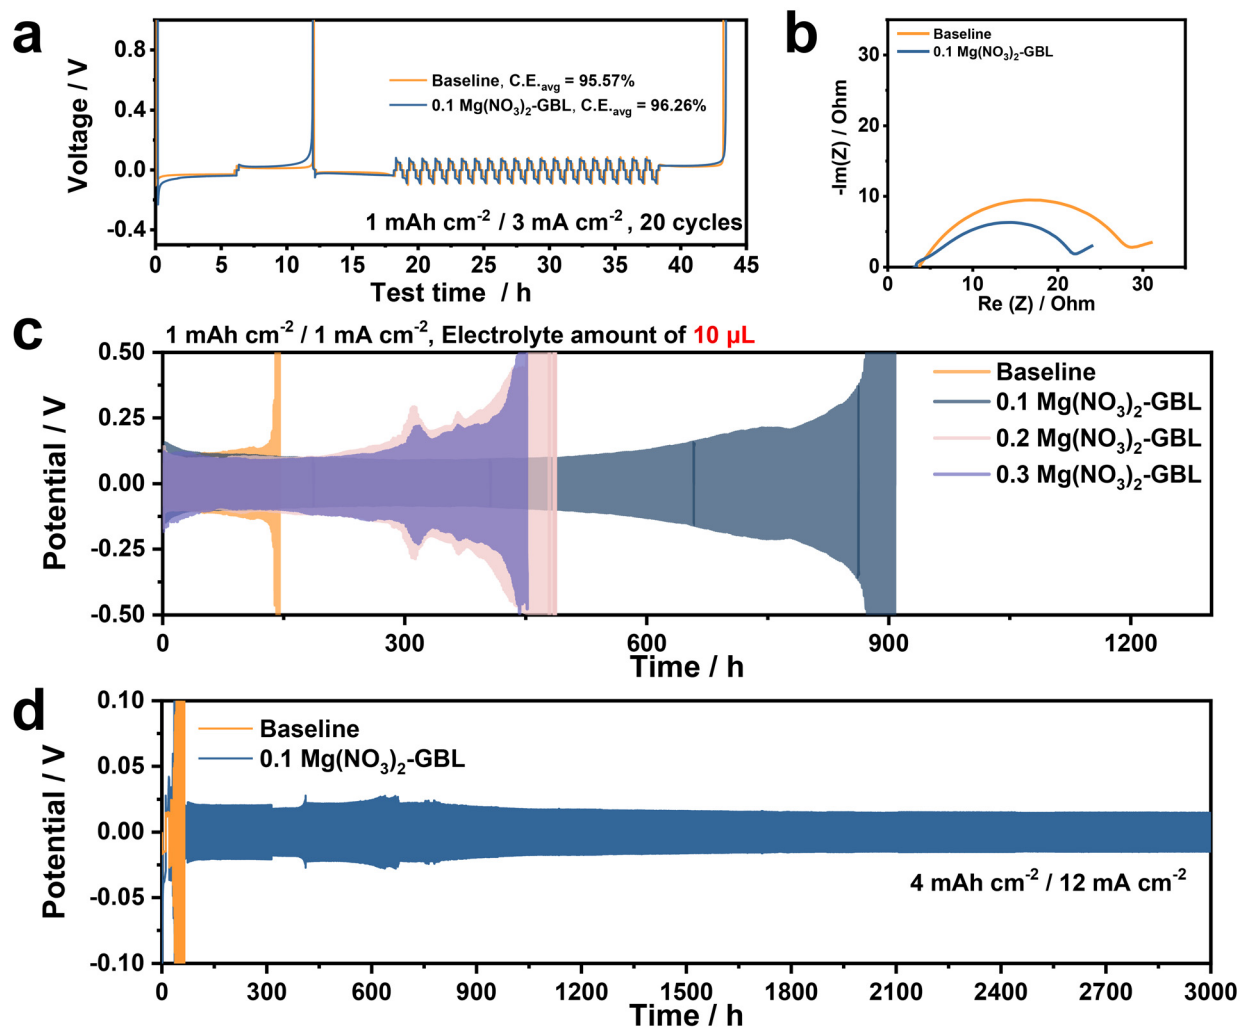 a
0.8
0.4
0.0
-0.4
Voltage / V
Baseline, C.E.avg = 95.57%
0.1 Mg(NO3)2-GBL, C.E.avg = 96.26%
1 mAh cm-2 / 3 mA cm-2, 20 cycles
0 5 10 15 20 25 30 35 40 45
Test time / h
b
30
20
10
0
-Im(Z) / Ohm
Baseline
0.1 Mg(NO3)2-GBL
0 10 20 30
Re (Z) / Ohm
c
1 mAh cm-2 / 1 mA cm-2, Electrolyte amount of 10 μL
0.50
0.25
0.00
-0.25
-0.50
Potential / V
Baseline
0.1 Mg(NO3)2-GBL
0.2 Mg(NO3)2-GBL
0.3 Mg(NO3)2-GBL
0 300 600 900 1200
Time / h
d
0.10
0.05
0.00
-0.05
-0.10
Potential / V
Baseline
0.1 Mg(NO3)2-GBL
4 mAh cm-2 / 12 mA cm-2
0 300 600 900 1200 1500 1800 2100 2400 2700 3000
Time / h